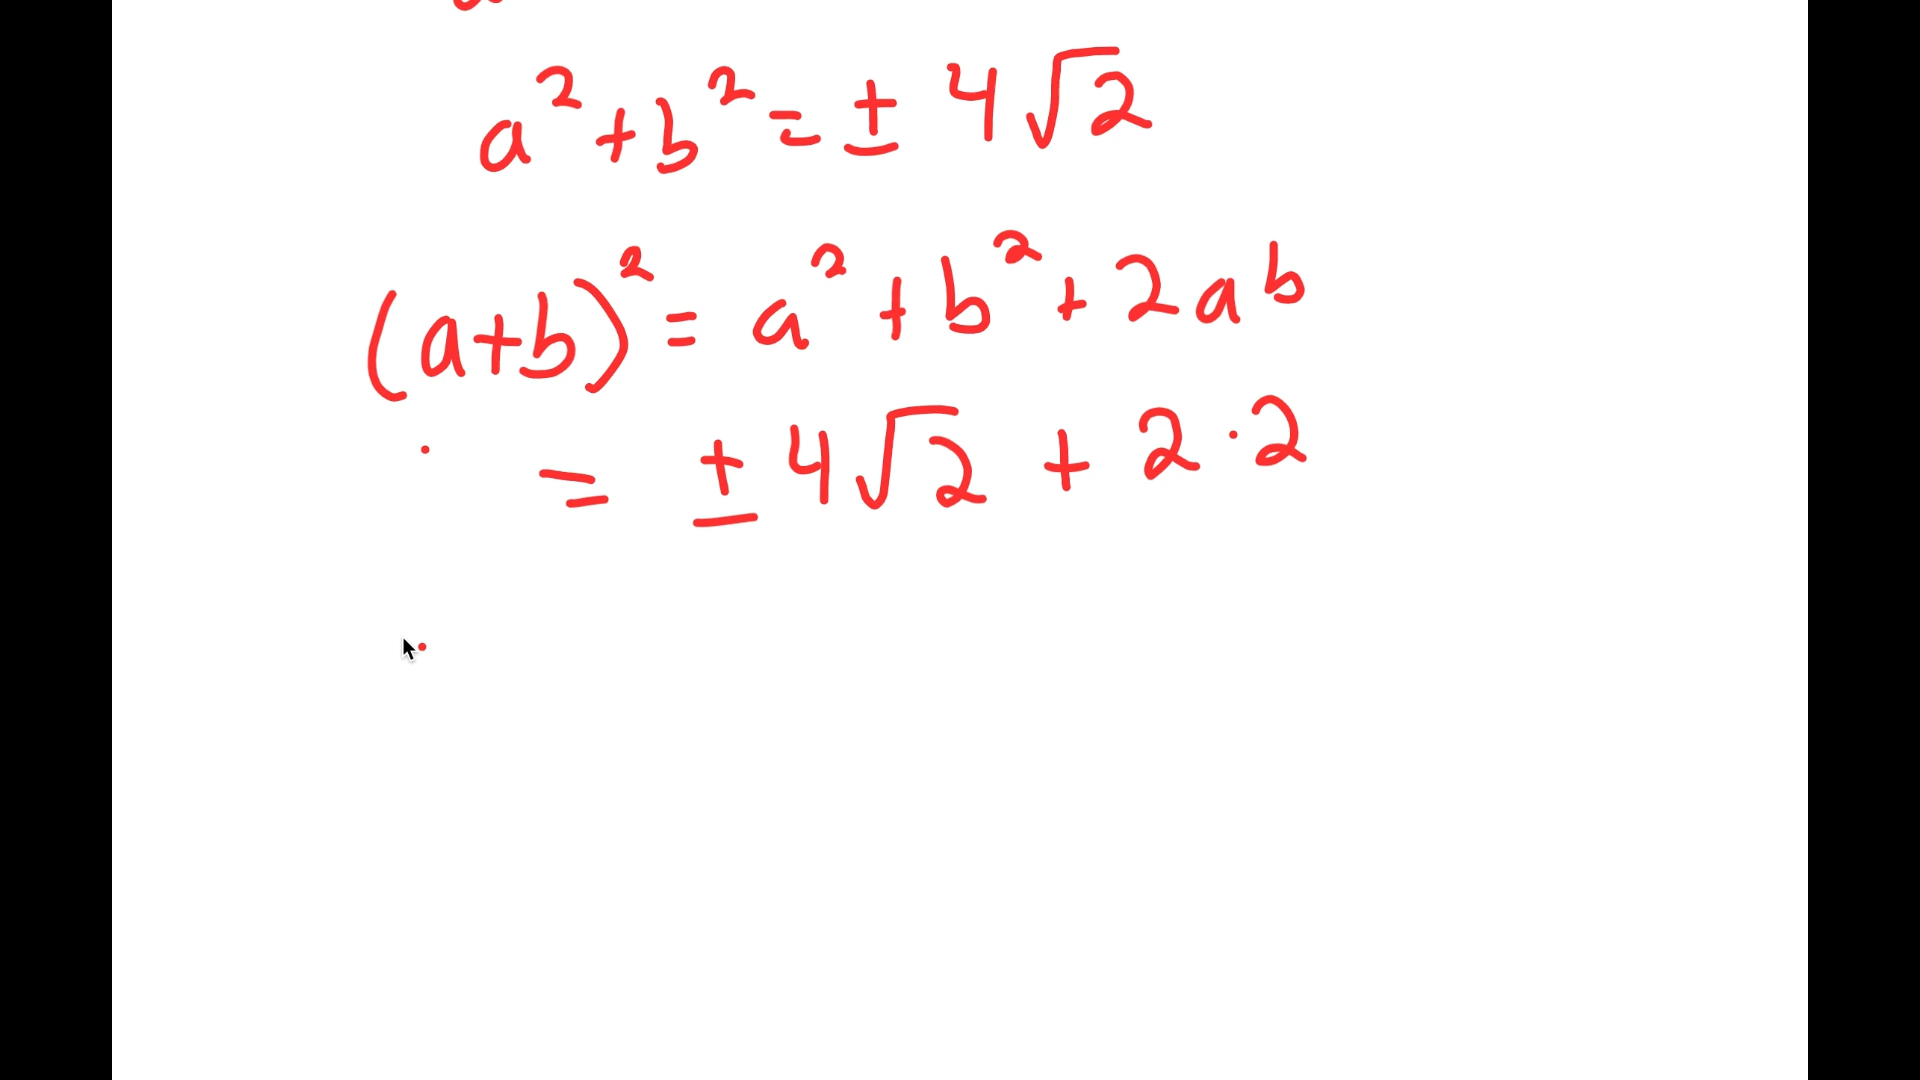 a² + b² = ± 4√2
(a+b)² = a² + b² + 2ab
= ± 4√2 + 2·2